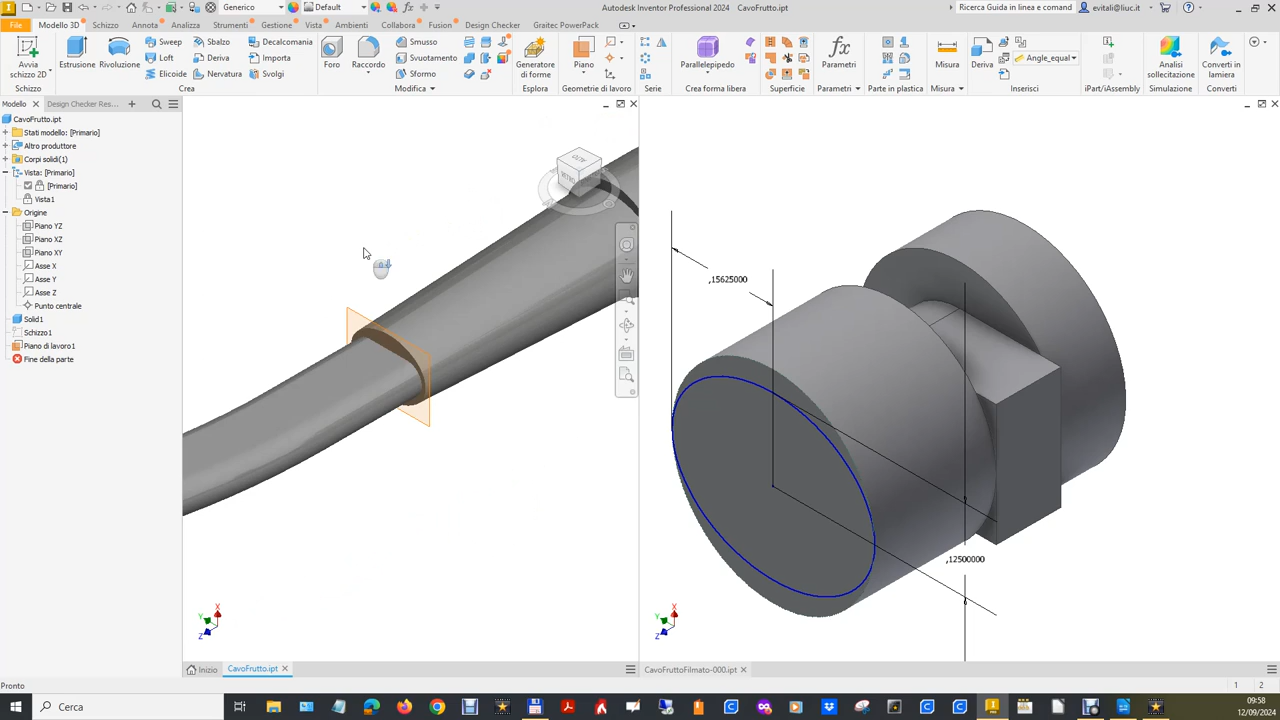 Generico
Default
Autodesk Inventor Professional 2024 CavoFrutto.ipt
Ricerca Guida in linea e comandi
evitali@liuc.it
File Modello 3D Schizzo Annota Analizza Strumenti Gestione Vista Ambienti Collabora Fusion Design Checker Graitec PowerPack
Avvia
schizzo 2D
Estrusione
Rivoluzione
Sweep
Loft
Elicoide
Sbalzo
Deriva
Nervatura
Decalcomania
Importa
Svolgi
Foro
Raccordo
Smusso
Svuotamento
Sformo
Generatore
di forme
Piano
Parallelepipedo
Parametri
Misura
Deriva
Angle_equal
Analisi
sollecitazione
Converti in
lamiera
Schizzo
Crea
Modifica
Esplora
Geometrie di lavoro
Serie
Crea forma libera
Superficie
Parametri
Parte in plastica
Misura
Inserisci
iPart/iAssembly
Simulazione
Converti
Modello
Design Checker Res...
CavoFrutto.ipt
Stati modello: [Primario]
Altro produttore
Corpi solidi(1)
Vista: [Primario]
[Primario]
Vista1
Origine
Piano YZ
Piano XZ
Piano XY
Asse X
Asse Y
Asse Z
Punto centrale
Solid1
Schizzo1
Piano di lavoro1
Fine della parte
,15625000
,12500000
X
Y
Z
X
Y
Z
Inizio
CavoFrutto.ipt
CavoFruttoFilmato-000.ipt
Pronto
1 2
Cerca
09:58
12/09/2024